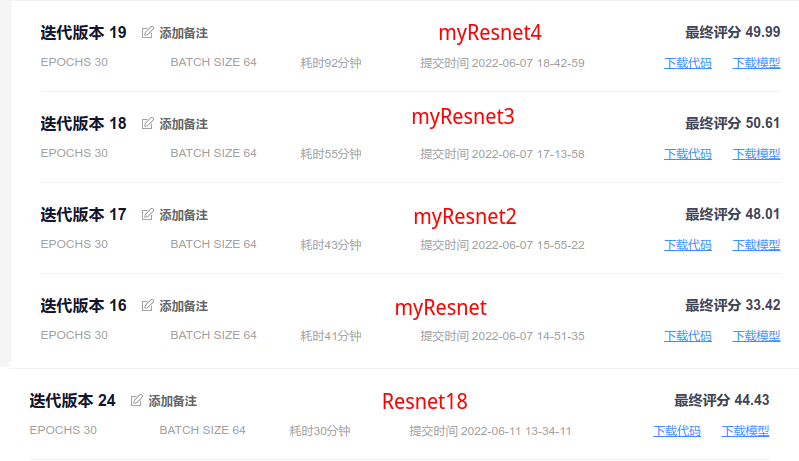 迭代版本 19 添加备注 myResnet4 最终评分 49.99
EPOCHS 30 BATCH SIZE 64 耗时92分钟 提交时间 2022-06-07 18-42-59 下载代码 下载模型
迭代版本 18 添加备注 myResnet3 最终评分 50.61
EPOCHS 30 BATCH SIZE 64 耗时55分钟 提交时间 2022-06-07 17-13-58 下载代码 下载模型
迭代版本 17 添加备注 myResnet2 最终评分 48.01
EPOCHS 30 BATCH SIZE 64 耗时43分钟 提交时间 2022-06-07 15-55-22 下载代码 下载模型
迭代版本 16 添加备注 myResnet 最终评分 33.42
EPOCHS 30 BATCH SIZE 64 耗时41分钟 提交时间 2022-06-07 14-51-35 下载代码 下载模型
迭代版本 24 添加备注 Resnet18 最终评分 44.43
EPOCHS 30 BATCH SIZE 64 耗时30分钟 提交时间 2022-06-11 13-34-11 下载代码 下载模型